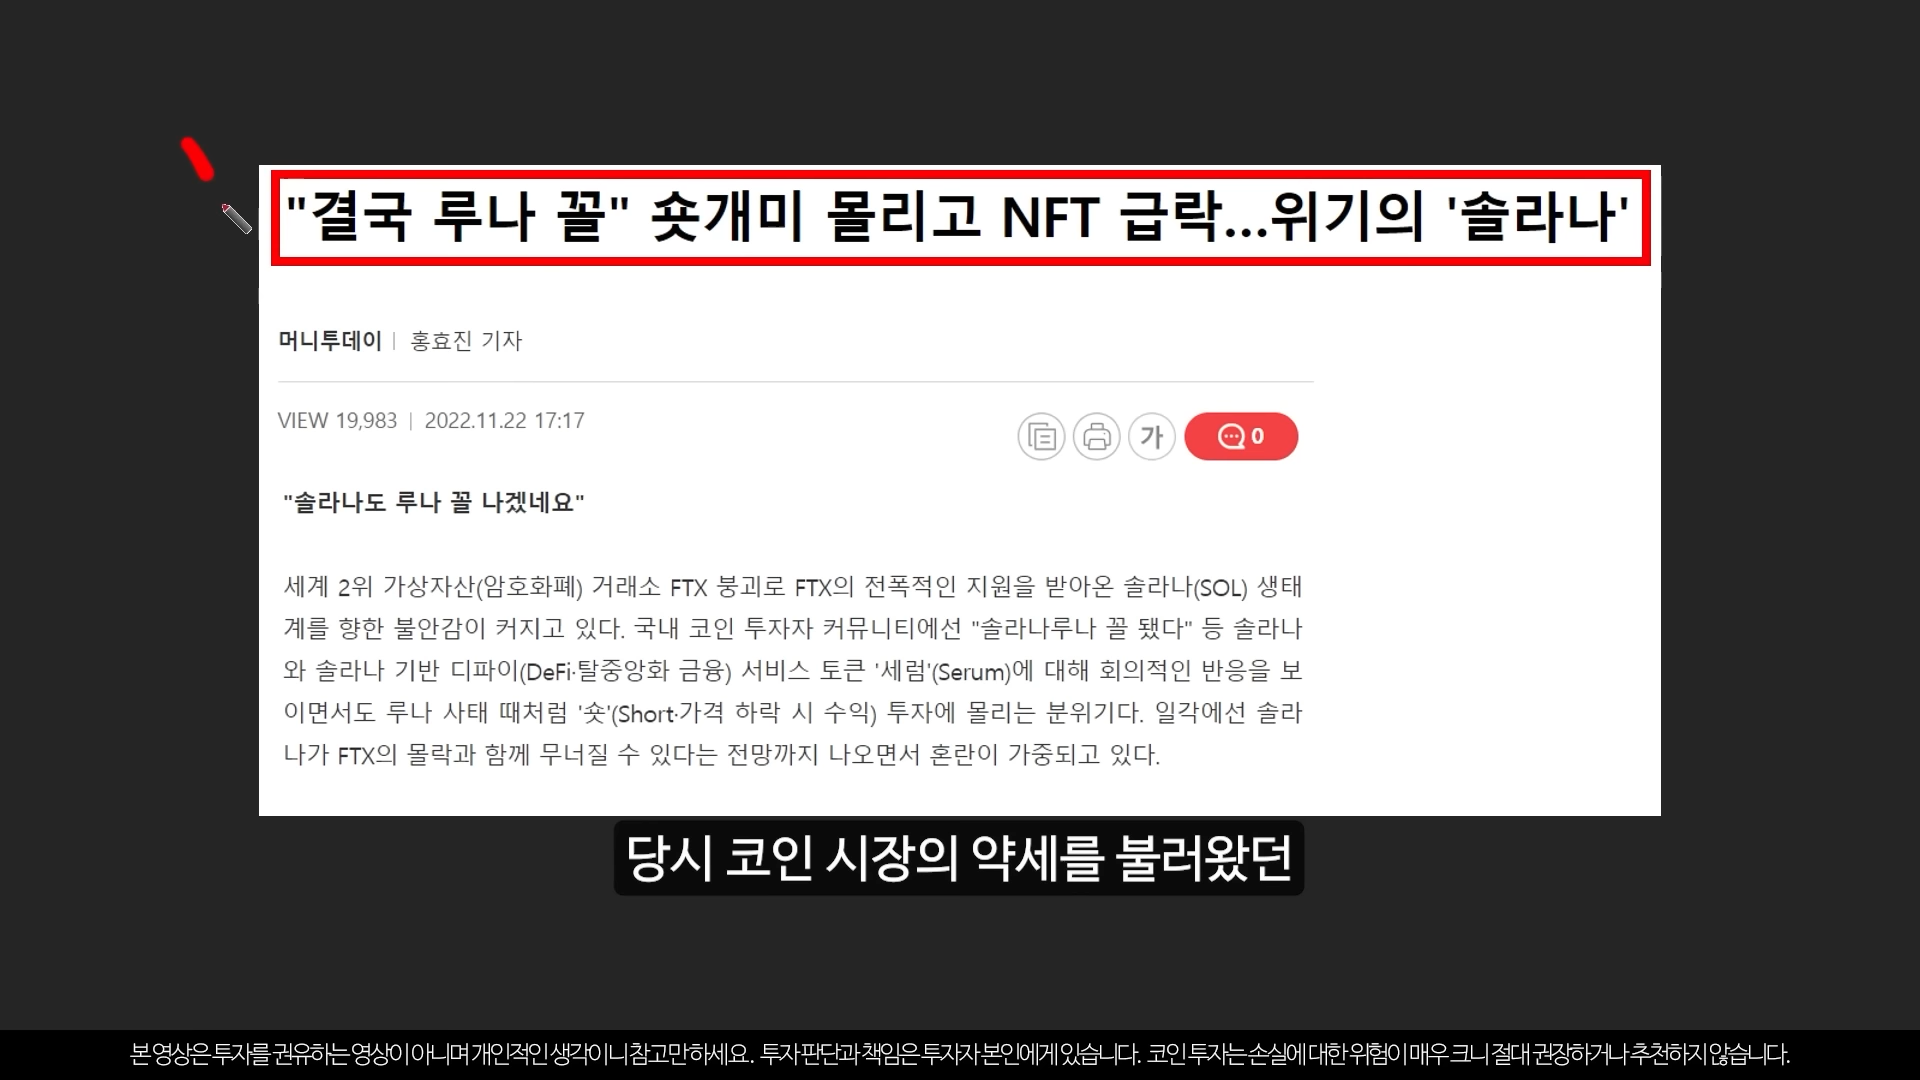 "결국 루나 꼴" 숏개미 몰리고 NFT 급락...위기의 '솔라나'
머니투데이 | 홍효진 기자
VIEW 19,983 | 2022.11.22 17:17
가
0
"솔라나도 루나 꼴 나겠네요"
세계 2위 가상자산(암호화폐) 거래소 FTX 붕괴로 FTX의 전폭적인 지원을 받아온 솔라나(SOL) 생태
계를 향한 불안감이 커지고 있다. 국내 코인 투자자 커뮤니티에선 "솔라나루나 꼴 됐다" 등 솔라나
와 솔라나 기반 디파이(DeFi·탈중앙화 금융) 서비스 토큰 '세럼'(Serum)에 대해 회의적인 반응을 보
이면서도 루나 사태 때처럼 '숏'(Short·가격 하락 시 수익) 투자에 몰리는 분위기다. 일각에선 솔라
나가 FTX의 몰락과 함께 무너질 수 있다는 전망까지 나오면서 혼란이 가중되고 있다.
당시 코인 시장의 약세를 불러왔던
본 영상은 투자를 권유하는 영상이 아니며 개인적인 생각이니 참고만 하세요. 투자 판단과 책임은 투자자 본인에게 있습니다. 코인 투자는 손실에 대한 위험이 매우 크니 절대 권장하거나 추천하지 않습니다.